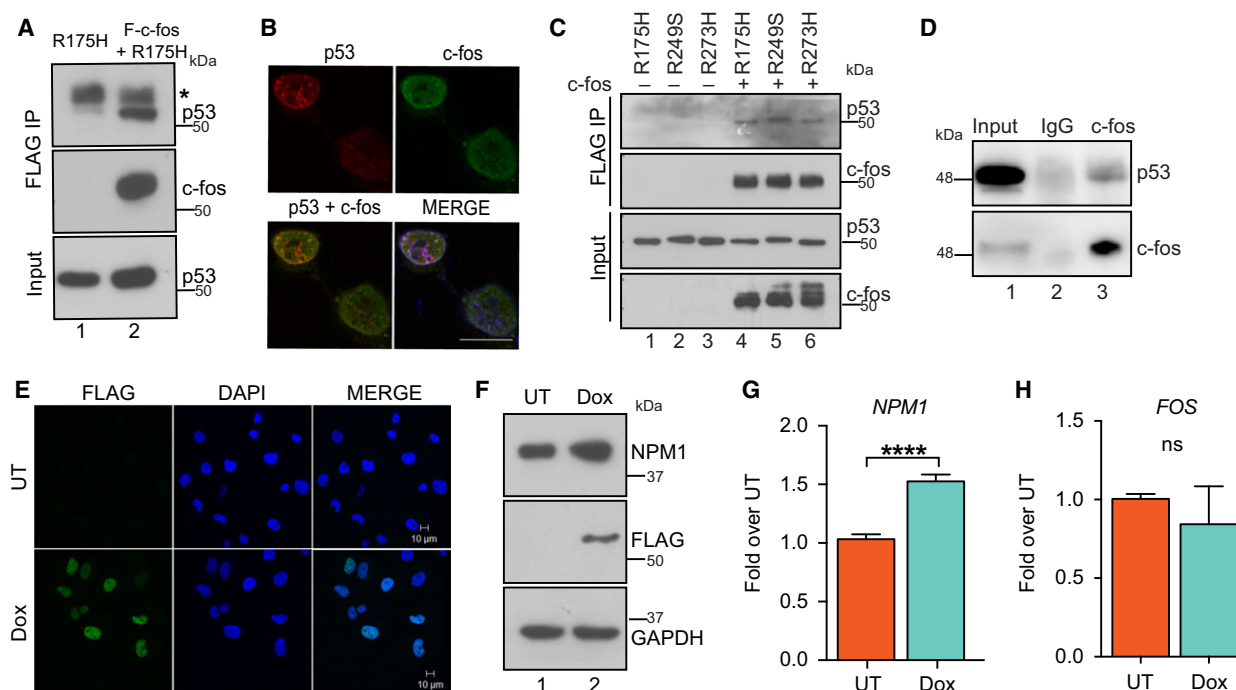 A
R175H
F-c-fos
+ R175H
kDa
FLAG IP
*
p53
50
c-fos
50
Input
p53
50
1 2
B
p53 c-fos
p53 + c-fos MERGE
C
R175H R249S R273H R175H R249S R273H
c-fos – – – + + +
kDa
FLAG IP
p53
50
c-fos
50
Input
p53
50
c-fos
50
1 2 3 4 5 6
D
kDa Input IgG c-fos
48 p53
48 c-fos
1 2 3
E
FLAG DAPI MERGE
UT
10 µm
Dox
10 µm
F
UT Dox
kDa
NPM1
37
FLAG
50
37
GAPDH
1 2
G
NPM1
Fold over UT
2.0
1.5
1.0
0.5
0.0
****
UT Dox
H
FOS
Fold over UT
1.5
1.0
0.5
0.0
ns
UT Dox